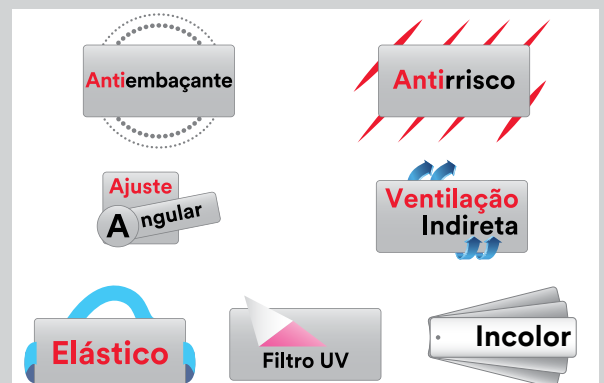 Antiembaçante
Antirrisco
Ajuste
Angular
Ventilação
Indireta
Elástico
Filtro UV
Incolor